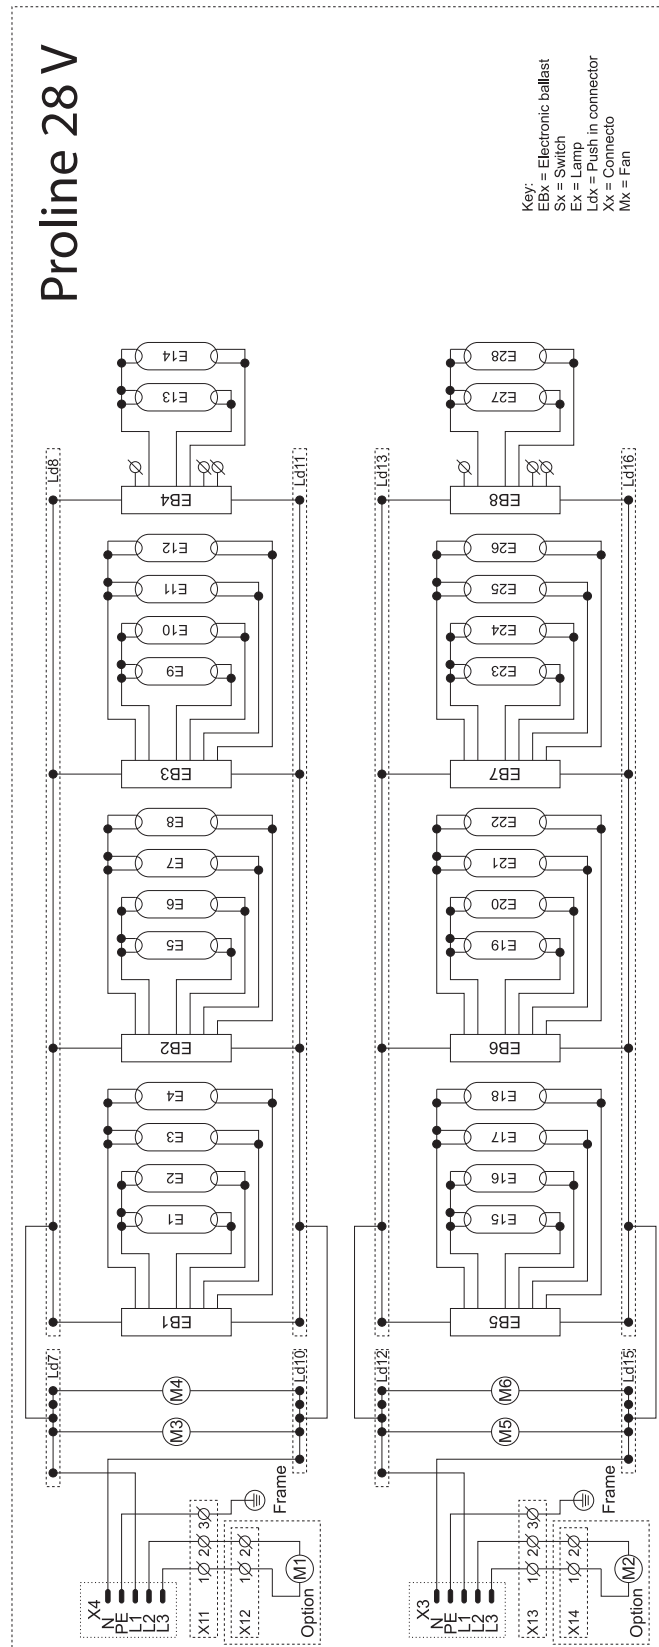 Proline 28 V
Key:
EBx = Electronic ballast
Sx = Switch
Ex = Lamp
Ldx = Push in connector
Xx = Connecto
Mx = Fan
X4
N
PE
L1
L2
L3
X11
1 2 3
X12
1 2
M1
Option
Frame
Ld7
Ld10
M3
M4
Ld8
Ld11
EB1
E1
E2
E3
E4
EB2
E5
E6
E7
E8
EB3
E9
E10
E11
E12
EB4
E13
E14
X3
N
PE
L1
L2
L3
X13
1 2 3
X14
1 2
M2
Option
Frame
Ld12
Ld15
M5
M6
Ld13
Ld16
EB5
E15
E16
E17
E18
EB6
E19
E20
E21
E22
EB7
E23
E24
E25
E26
EB8
E27
E28